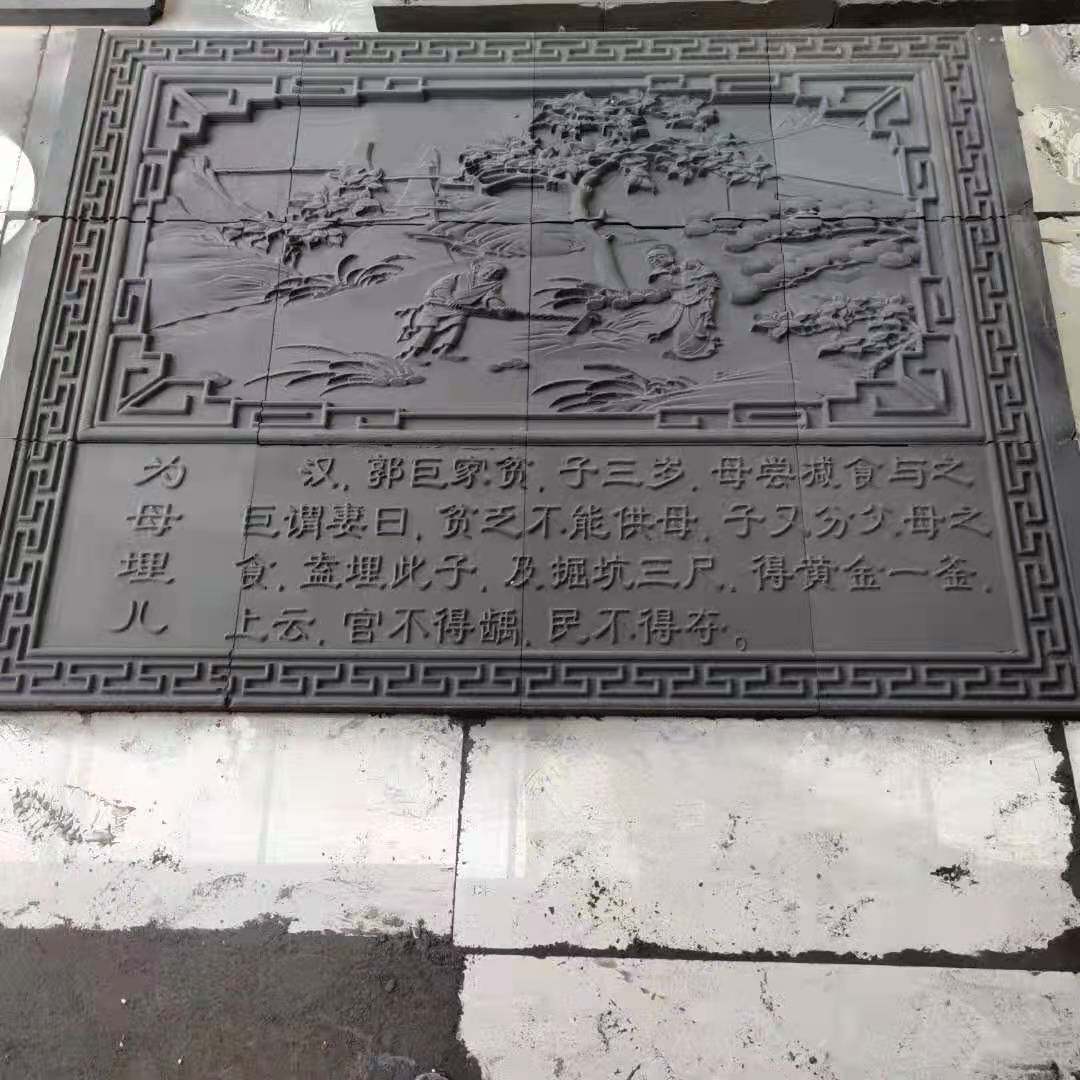 为母埋儿
汉，郭巨家贫，子三岁，母尝减食与之
巨谓妻曰，贫乏不能供母，子又分父，母之
食，盍埋此子，及掘坑三尺，得黄金一釜，
上云，官不得龋，民不得夺。